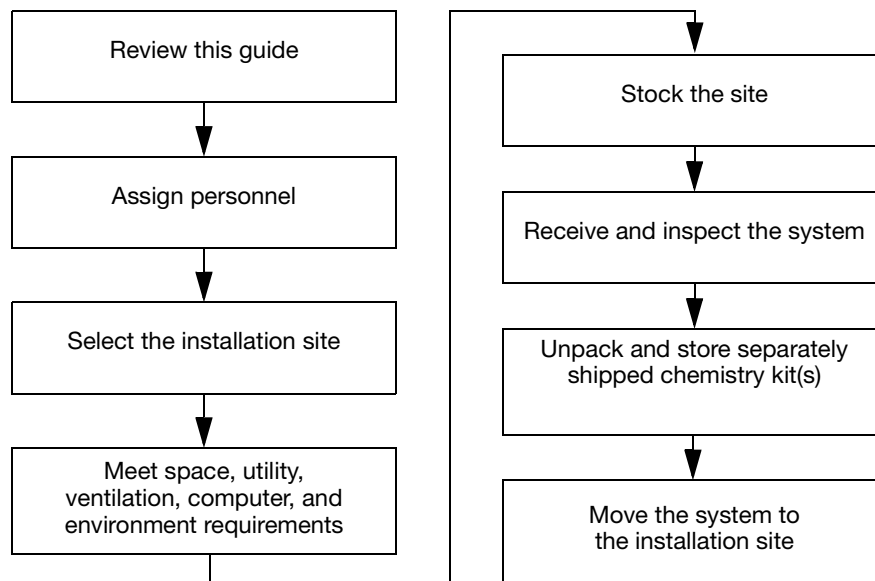 Review this guide
Assign personnel
Select the installation site
Meet space, utility,
ventilation, computer, and
environment requirements
Stock the site
Receive and inspect the system
Unpack and store separately
shipped chemistry kit(s)
Move the system to
the installation site